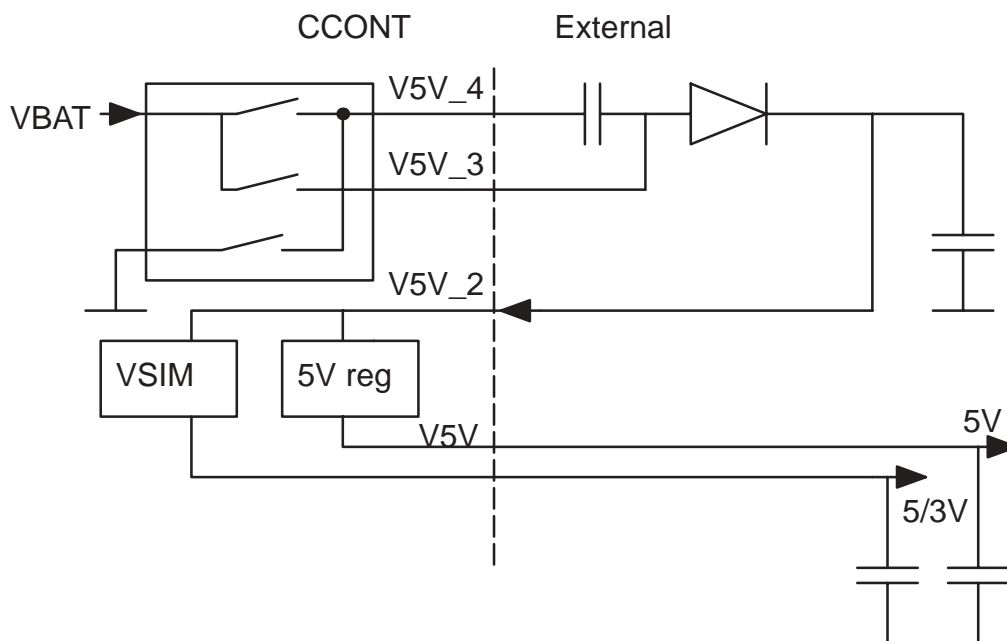 CCONT
External
VBAT
V5V_4
V5V_3
V5V_2
VSIM
5V reg
V5V
5V
5/3V